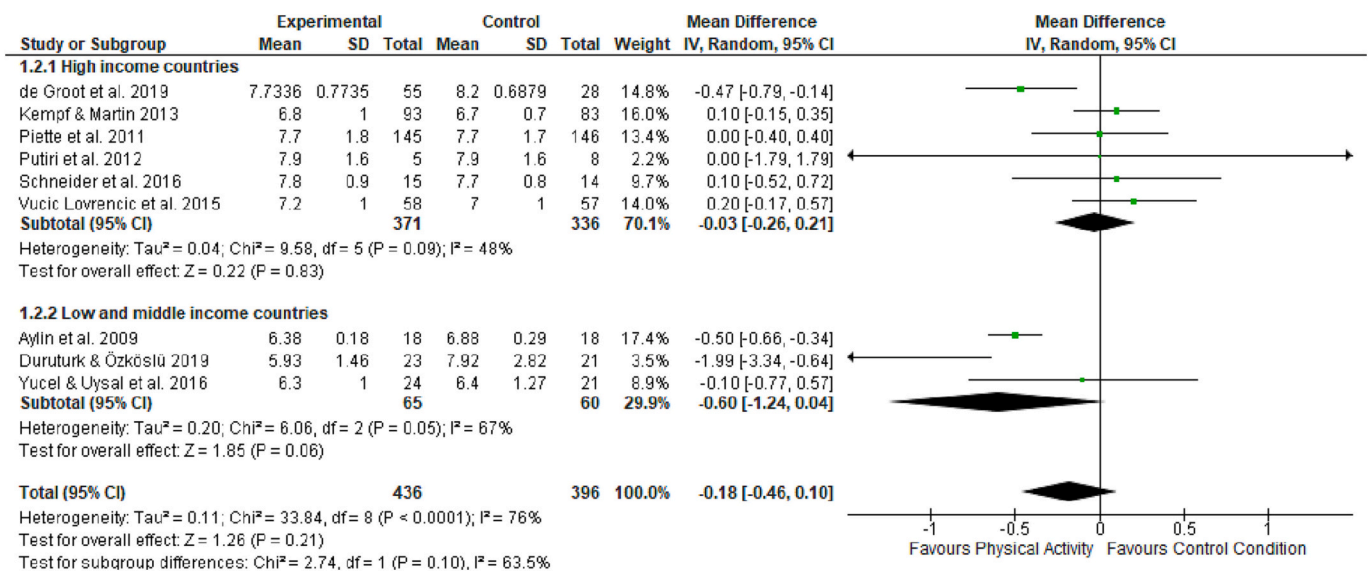 Experimental Control Mean Difference Mean Difference
Study or Subgroup Mean SD Total Mean SD Total Weight IV, Random, 95% CI IV, Random, 95% CI
1.2.1 High income countries
de Groot et al. 2019 7.7336 0.7735 55 8.2 0.6879 28 14.8% -0.47 [-0.79, -0.14]
Kempf & Martin 2013 6.8 1 93 6.7 0.7 83 16.0% 0.10 [-0.15, 0.35]
Piette et al. 2011 7.7 1.8 145 7.7 1.7 146 13.4% 0.00 [-0.40, 0.40]
Putiri et al. 2012 7.9 1.6 5 7.9 1.6 8 2.2% 0.00 [-1.79, 1.79]
Schneider et al. 2016 7.8 0.9 15 7.7 0.8 14 9.7% 0.10 [-0.52, 0.72]
Vucic Lovrencic et al. 2015 7.2 1 58 7 1 57 14.0% 0.20 [-0.17, 0.57]
Subtotal (95% CI) 371 336 70.1% -0.03 [-0.26, 0.21]
Heterogeneity: Tau² = 0.04; Chi² = 9.58, df = 5 (P = 0.09); I² = 48%
Test for overall effect: Z = 0.22 (P = 0.83)
1.2.2 Low and middle income countries
Aylin et al. 2009 6.38 0.18 18 6.88 0.29 18 17.4% -0.50 [-0.66, -0.34]
Duruturk & Özköslü 2019 5.93 1.46 23 7.92 2.82 21 3.5% -1.99 [-3.34, -0.64]
Yucel & Uysal et al. 2016 6.3 1 24 6.4 1.27 21 8.9% -0.10 [-0.77, 0.57]
Subtotal (95% CI) 65 60 29.9% -0.60 [-1.24, 0.04]
Heterogeneity: Tau² = 0.20; Chi² = 6.06, df = 2 (P = 0.05); I² = 67%
Test for overall effect: Z = 1.85 (P = 0.06)
Total (95% CI) 436 396 100.0% -0.18 [-0.46, 0.10]
Heterogeneity: Tau² = 0.11; Chi² = 33.84, df = 8 (P < 0.0001); I² = 76%
Test for overall effect: Z = 1.26 (P = 0.21)
Test for subgroup differences: Chi² = 2.74, df = 1 (P = 0.10), I² = 63.5%
-1 -0.5 0 0.5 1
Favours Physical Activity Favours Control Condition